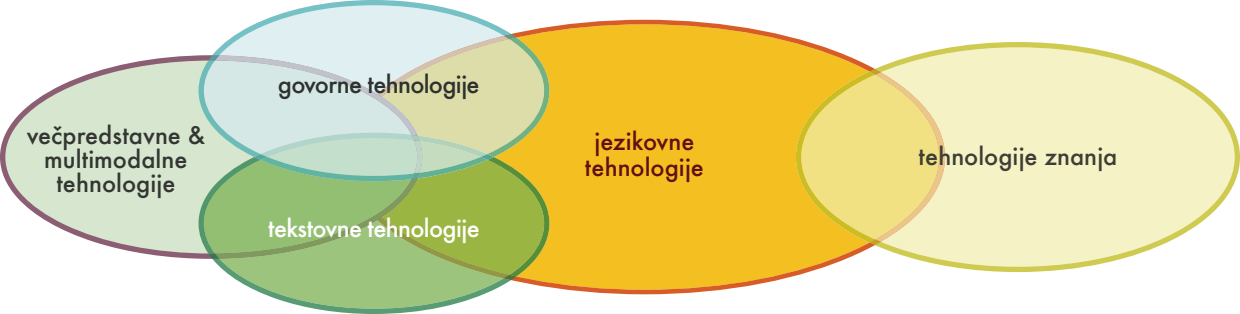 govorne tehnologije
večpredstavne &
multimodalne
tehnologije
jezikovne
tehnologije
tehnologije znanja
tekstovne tehnologije